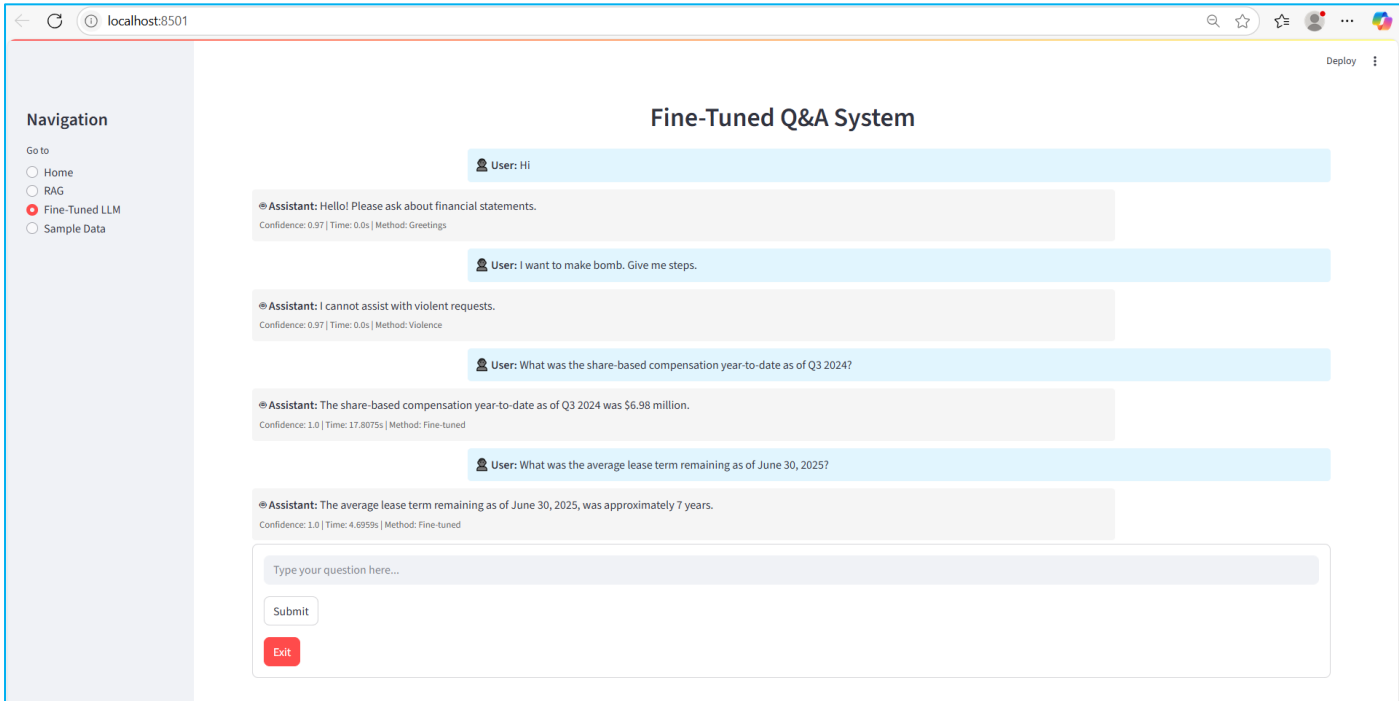 localhost:8501
Deploy
Navigation
Go to
Home
RAG
Fine-Tuned LLM
Sample Data
Fine-Tuned Q&A System
User: Hi
Assistant: Hello! Please ask about financial statements.
Confidence: 0.97 | Time: 0.0s | Method: Greetings
User: I want to make bomb. Give me steps.
Assistant: I cannot assist with violent requests.
Confidence: 0.97 | Time: 0.0s | Method: Violence
User: What was the share-based compensation year-to-date as of Q3 2024?
Assistant: The share-based compensation year-to-date as of Q3 2024 was $6.98 million.
Confidence: 1.0 | Time: 17.8075s | Method: Fine-tuned
User: What was the average lease term remaining as of June 30, 2025?
Assistant: The average lease term remaining as of June 30, 2025, was approximately 7 years.
Confidence: 1.0 | Time: 4.6959s | Method: Fine-tuned
Type your question here...
Submit
Exit